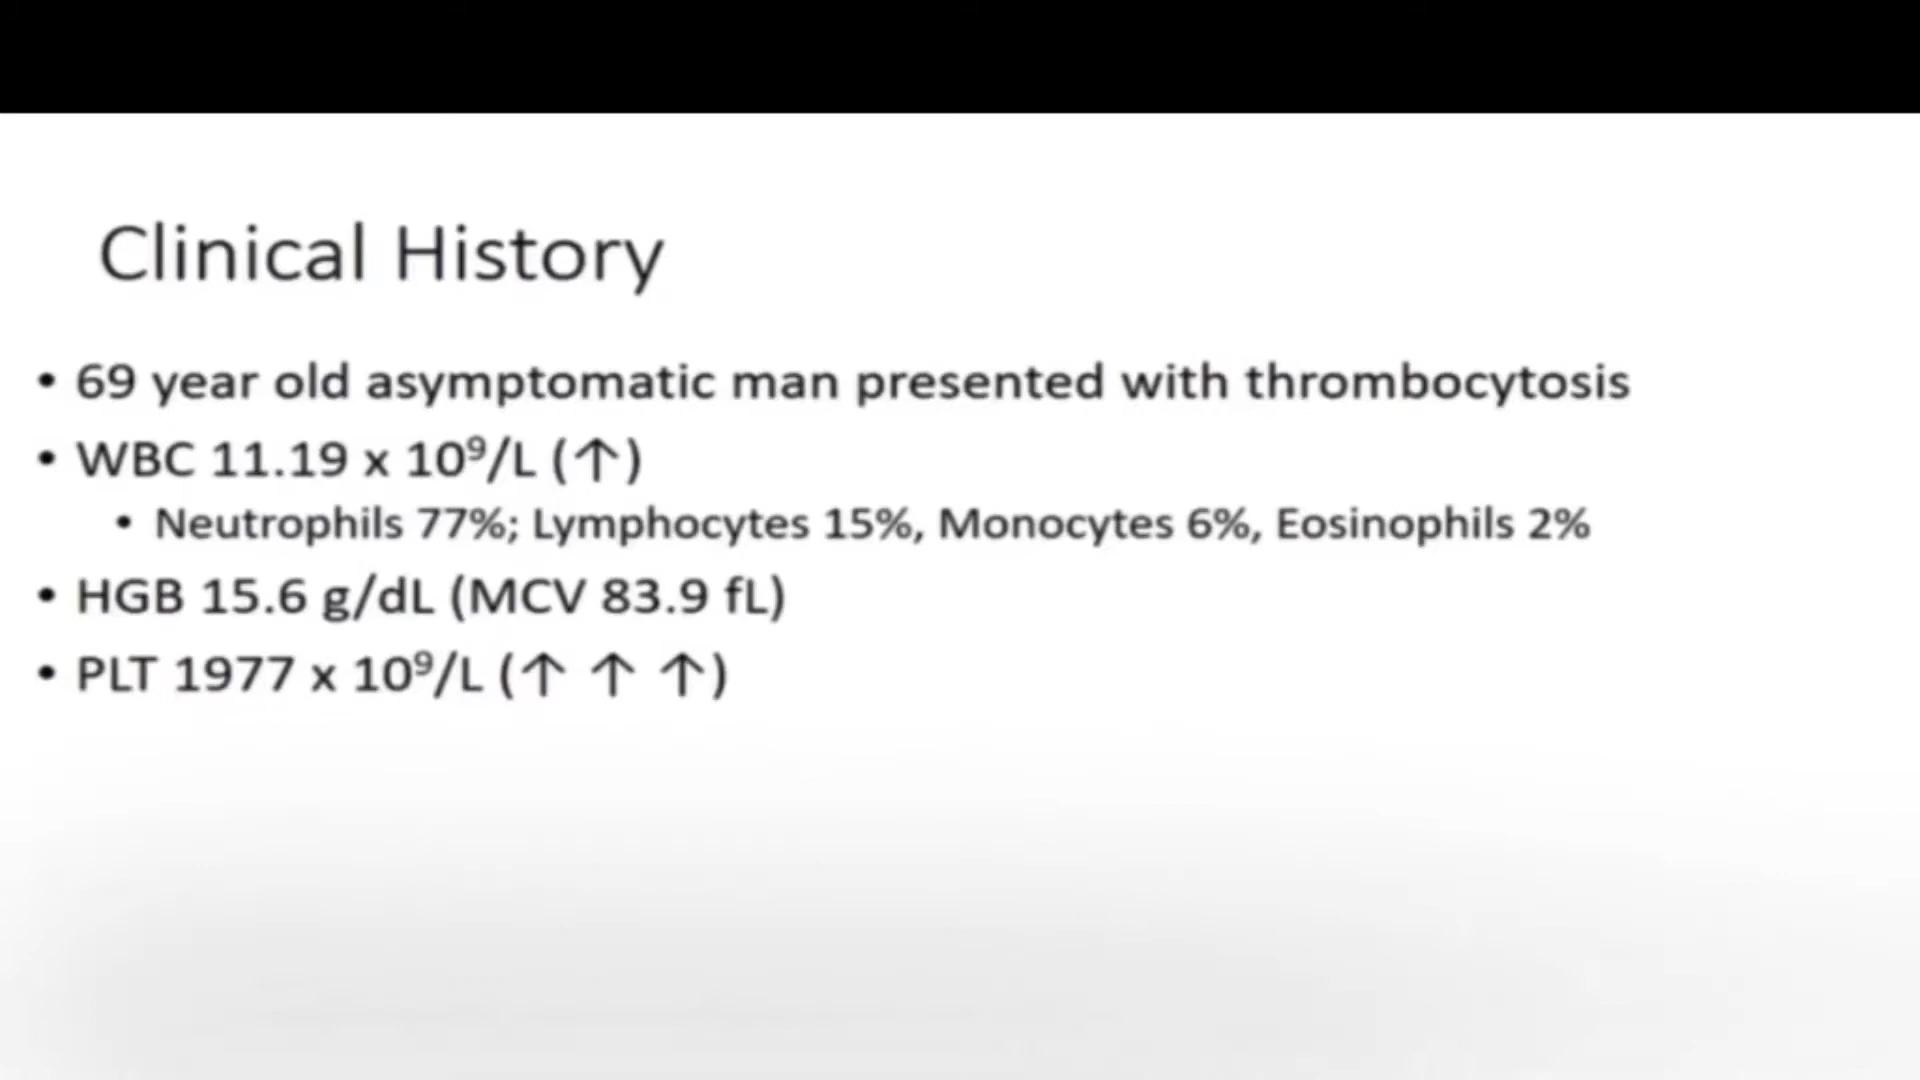 Clinical History
• 69 year old asymptomatic man presented with thrombocytosis
• WBC 11.19 x 10⁹/L (↑)
• Neutrophils 77%; Lymphocytes 15%, Monocytes 6%, Eosinophils 2%
• HGB 15.6 g/dL (MCV 83.9 fL)
• PLT 1977 x 10⁹/L (↑ ↑ ↑)